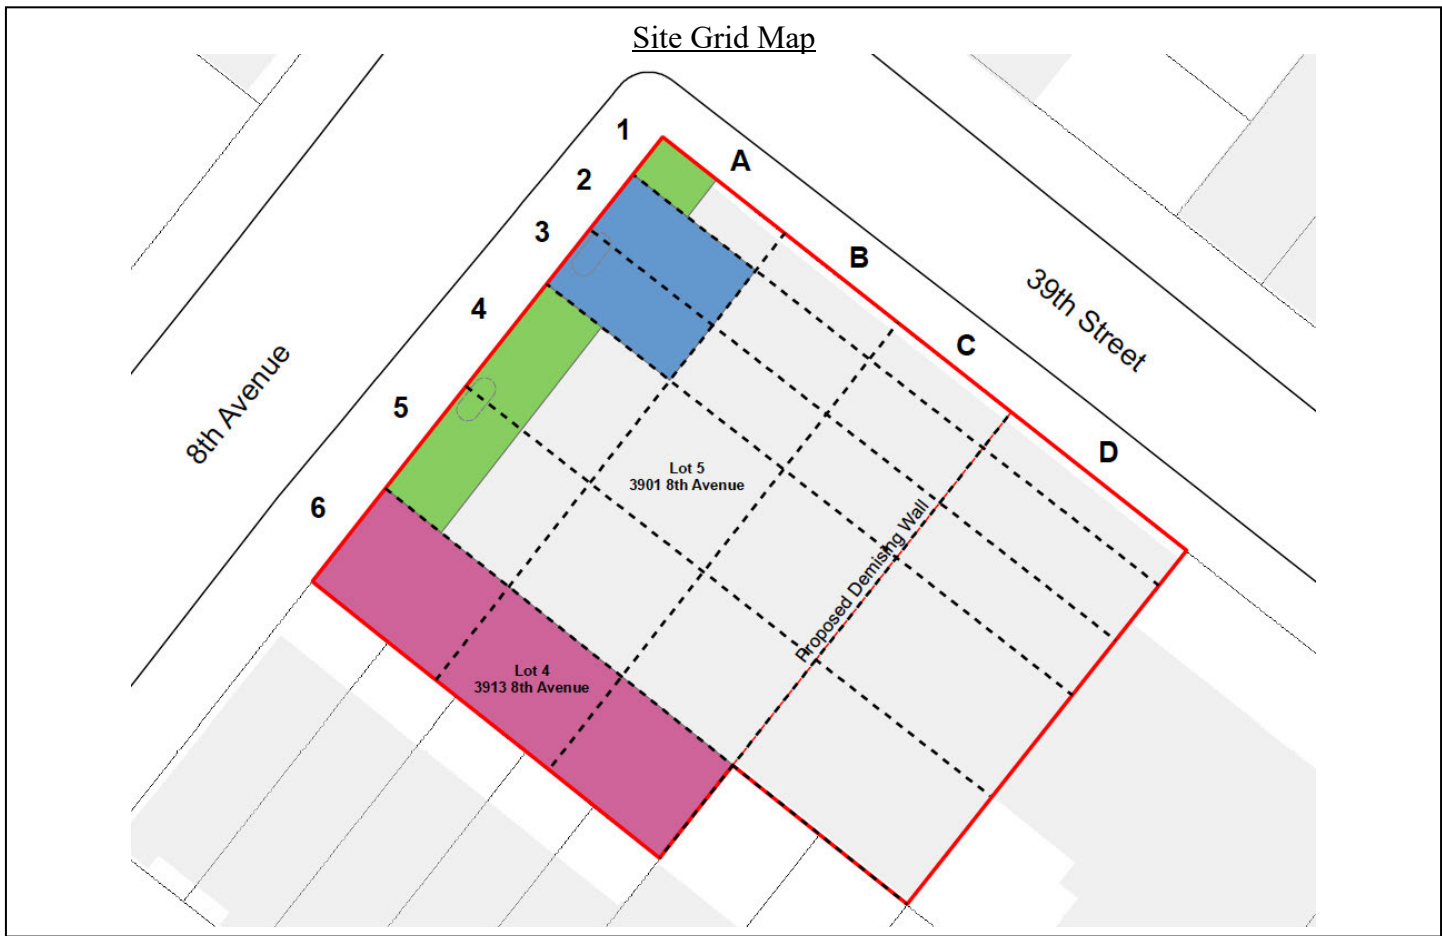 Site Grid Map
1
A
2
3
B
4
39th Street
C
8th Avenue
5
D
Lot 5
3901 8th Avenue
6
Proposed Demising Wall
Lot 4
3913 8th Avenue